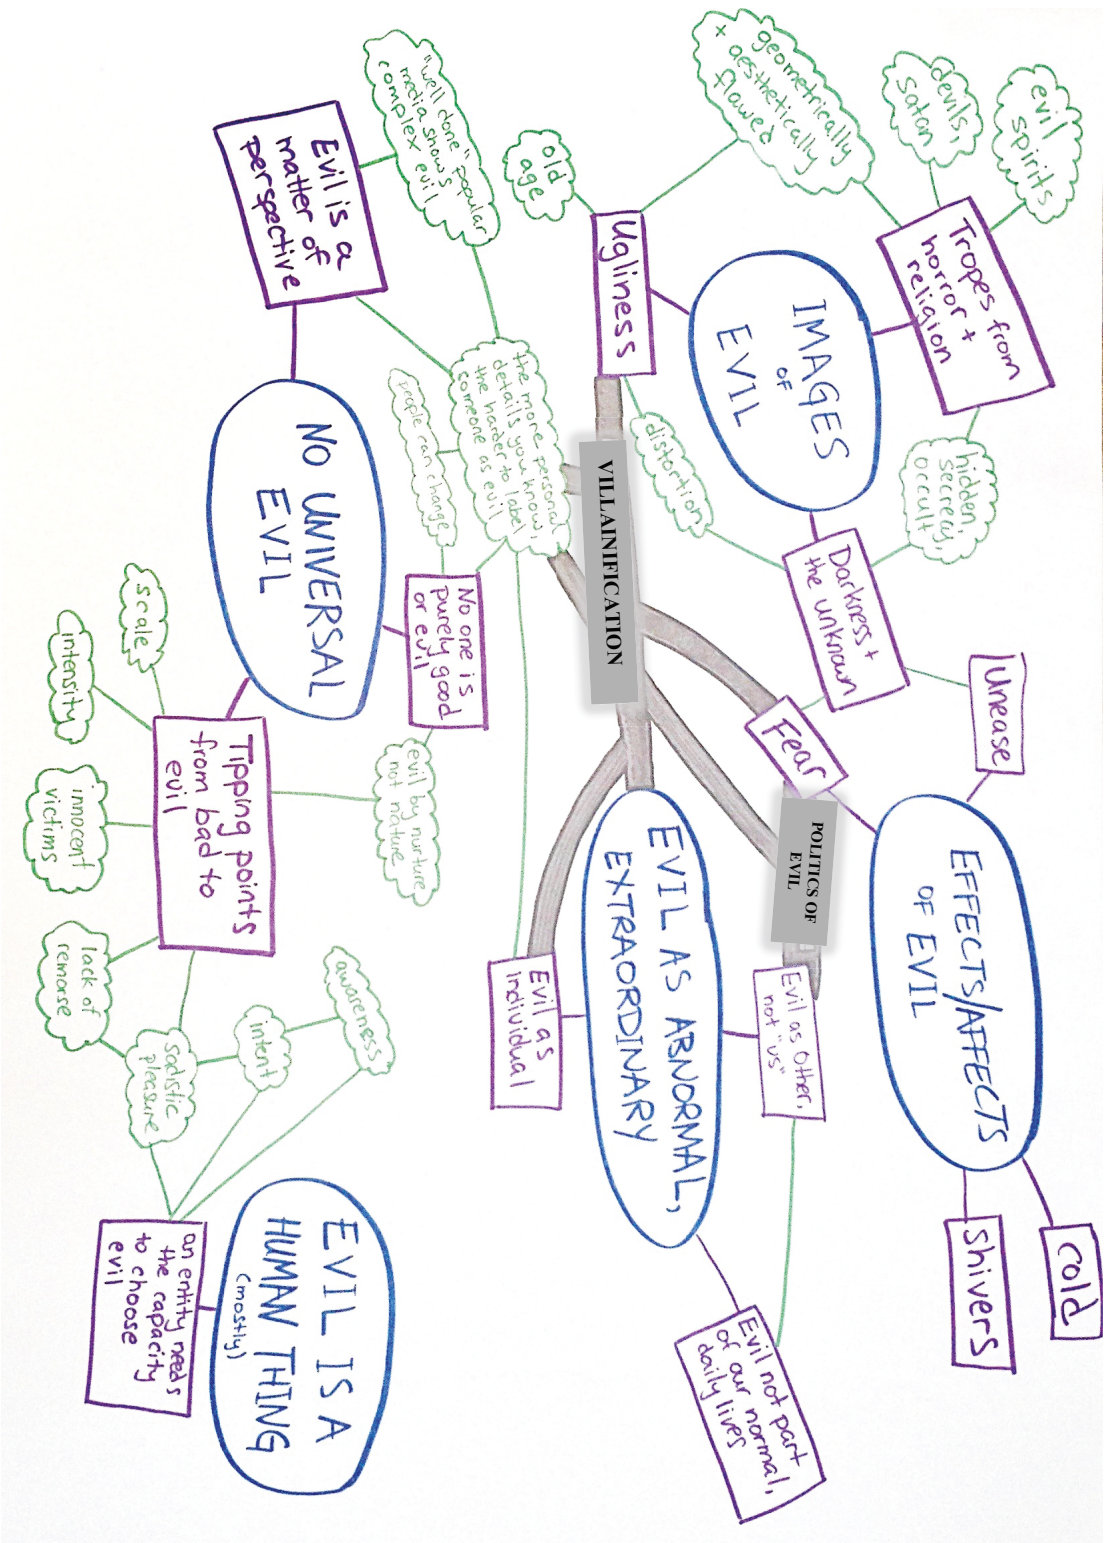 evil
spirits
devils,
satan
geometrically
+ aesthetically
flawed
Tropes from
horror +
religion
hidden,
secrecy,
occult
Unease
cold
shivers
EFFECTS/AFFECTS
OF EVIL
IMAGES
OF
EVIL
Darkness +
the unknown
Fear
POLITICS OF
EVIL
Evil as Other,
not "us"
Evil not part
of our normal,
daily lives
old
age
Ugliness
distortion
VILLAINIFICATION
EVIL AS ABNORMAL,
EXTRAORDINARY
Evil as
individual
"well done" popular
media shows
complex evil
the more personal
details you know,
the harder to label
someone as evil
people can change
No one is
purely good
or evil
evil by nurture
not nature
Evil is a
matter of
perspective
NO UNIVERSAL
EVIL
Tipping points
from bad to
evil
scale
intensity
innocent
victims
lack of
remorse
sadistic
pleasure
intent
awareness
EVIL IS A
HUMAN THING
(mostly)
an entity needs
the capacity
to choose
evil